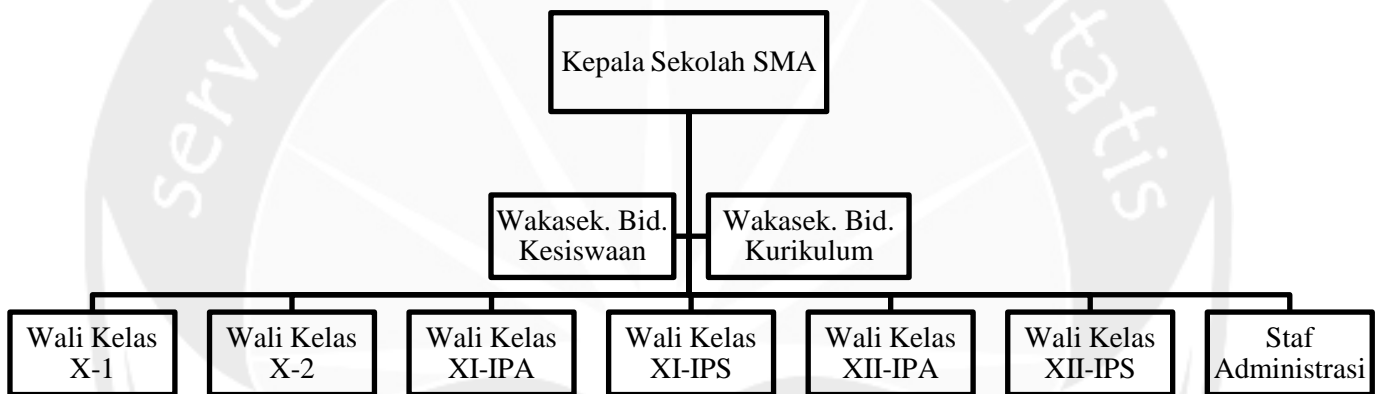 Kepala Sekolah SMA
Wakasek. Bid.
Kesiswaan
Wakasek. Bid.
Kurikulum
Wali Kelas
X-1
Wali Kelas
X-2
Wali Kelas
XI-IPA
Wali Kelas
XI-IPS
Wali Kelas
XII-IPA
Wali Kelas
XII-IPS
Staf
Administrasi